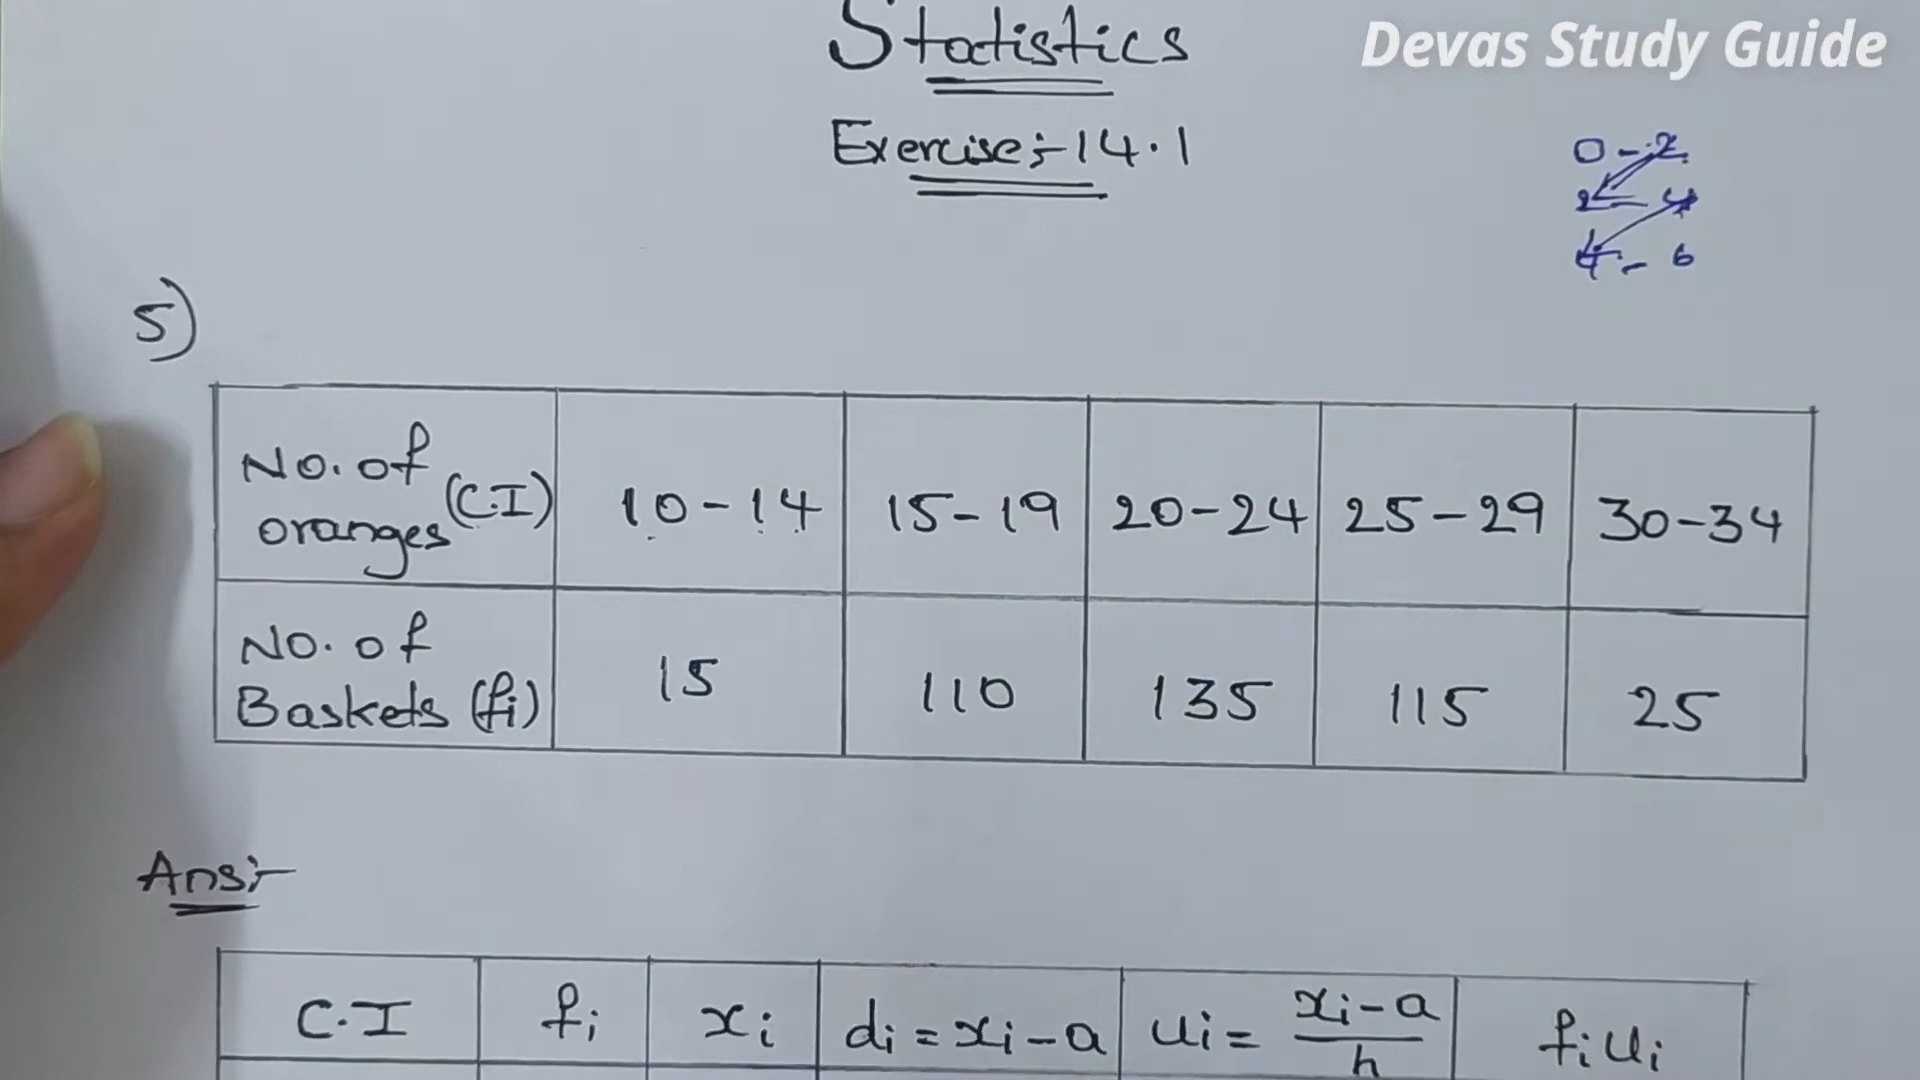 Statistics
Devas Study Guide
Exercise:-14.1
0-2
2-4
4-6
5)
No. of oranges (C.I) 10-14 15-19 20-24 25-29 30-34
No. of Baskets (fi) 15 110 135 115 25
Ans:-
C.I fi xi di = xi-a ui = xi-a/h fiui